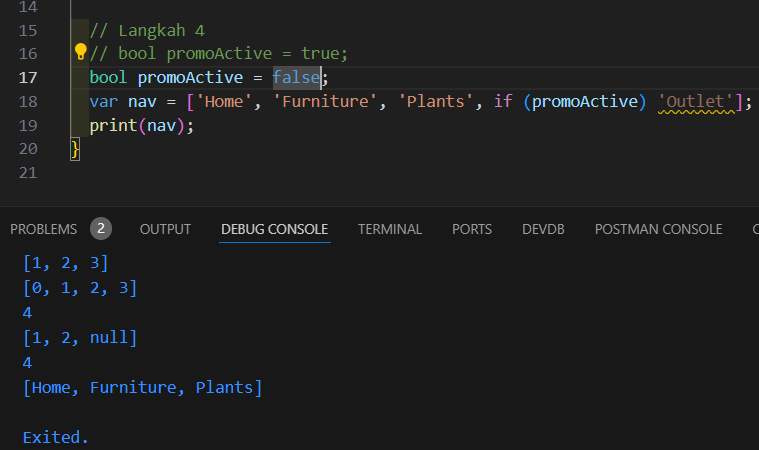 14
15 // Langkah 4
16 // bool promoActive = true;
17 bool promoActive = false;
18 var nav = ['Home', 'Furniture', 'Plants', if (promoActive) 'Outlet'];
19 print(nav);
20 }
21
PROBLEMS 2 OUTPUT DEBUG CONSOLE TERMINAL PORTS DEVDB POSTMAN CONSOLE
[1, 2, 3]
[0, 1, 2, 3]
4
[1, 2, null]
4
[Home, Furniture, Plants]
Exited.